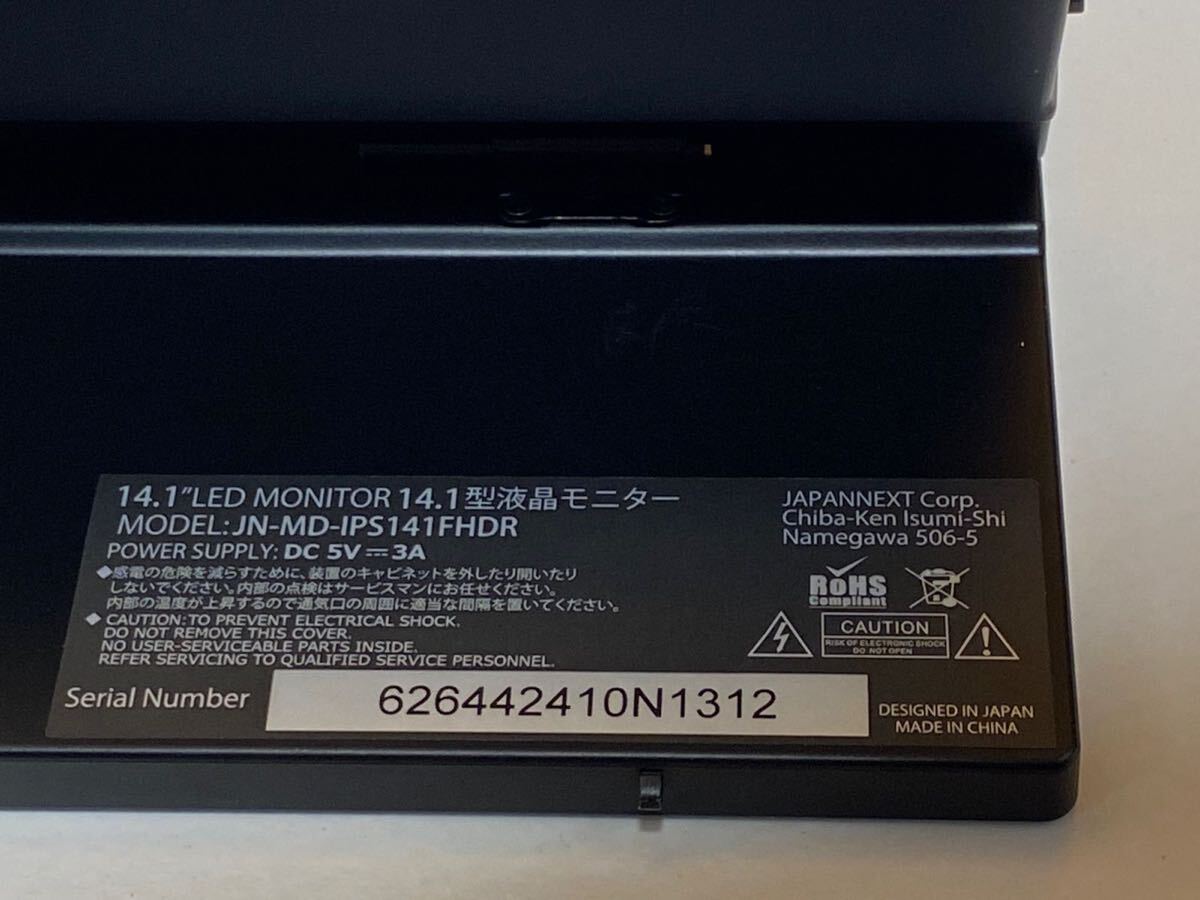 14.1"LED MONITOR 14.1型液晶モニター
MODEL: JN-MD-IPS141FHDR
POWER SUPPLY: DC 5V⎓3A
◆感電の危険を減らすために、装置のキャビネットを外したり開いたり
しないでください。内部の点検はサービスマンにお任せください。
内部の温度が上昇するので通気口の周囲に適当な間隔を置いてください。
◆ CAUTION: TO PREVENT ELECTRICAL SHOCK.
DO NOT REMOVE THIS COVER.
NO USER-SERVICEABLE PARTS INSIDE.
REFER SERVICING TO QUALIFIED SERVICE PERSONNEL.
JAPANNEXT Corp.
Chiba-Ken Isumi-Shi
Namegawa 506-5
RoHS
Compliant
CAUTION
RISK OF ELECTRONIC SHOCK
DO NOT OPEN
Serial Number 626442410N1312
DESIGNED IN JAPAN
MADE IN CHINA